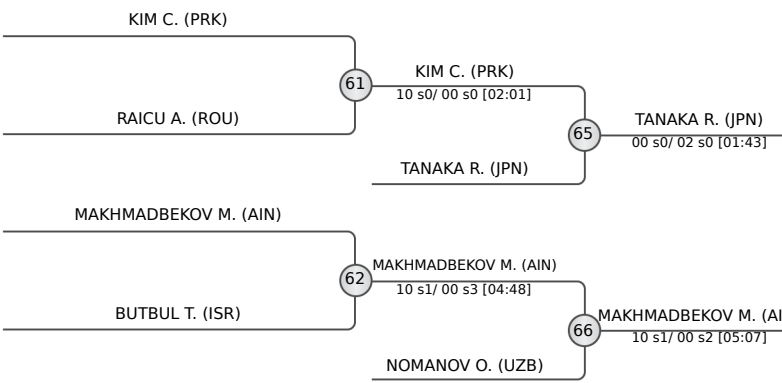 KIM C. (PRK)
61
KIM C. (PRK)
10 s0/ 00 s0 [02:01]
RAICU A. (ROU)
65
TANAKA R. (JPN)
00 s0/ 02 s0 [01:43]
TANAKA R. (JPN)
MAKHMADBEKOV M. (AIN)
62
MAKHMADBEKOV M. (AIN)
10 s1/ 00 s3 [04:48]
BUTBUL T. (ISR)
66
MAKHMADBEKOV M. (AI
10 s1/ 00 s2 [05:07]
NOMANOV O. (UZB)